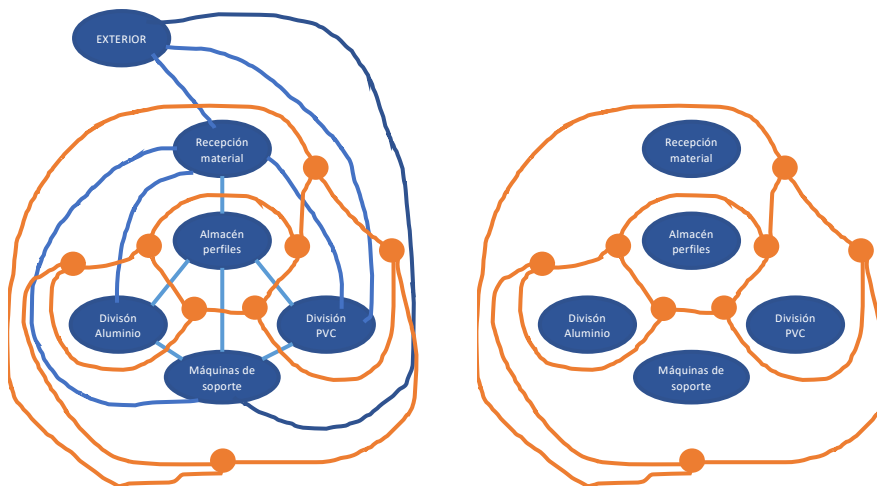 EXTERIOR
Recepción
material
Almacén
perfiles
Divisón
Aluminio
División
PVC
Máquinas de
soporte
Recepción
material
Almacén
perfiles
División
Aluminio
División
PVC
Máquinas de
soporte